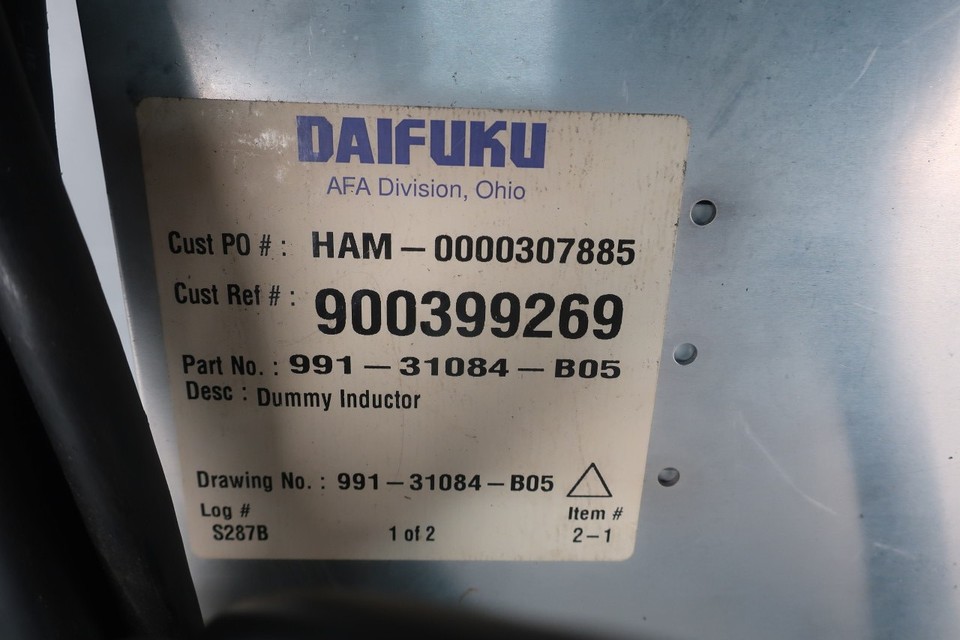 DAIFUKU
AFA Division, Ohio
Cust PO # : HAM – 0000307885
Cust Ref # : 900399269
Part No. : 991 – 31084 – B05
Desc : Dummy Inductor
Drawing No. : 991 – 31084 – B05
Log # Item #
S287B 1 of 2 2 – 1